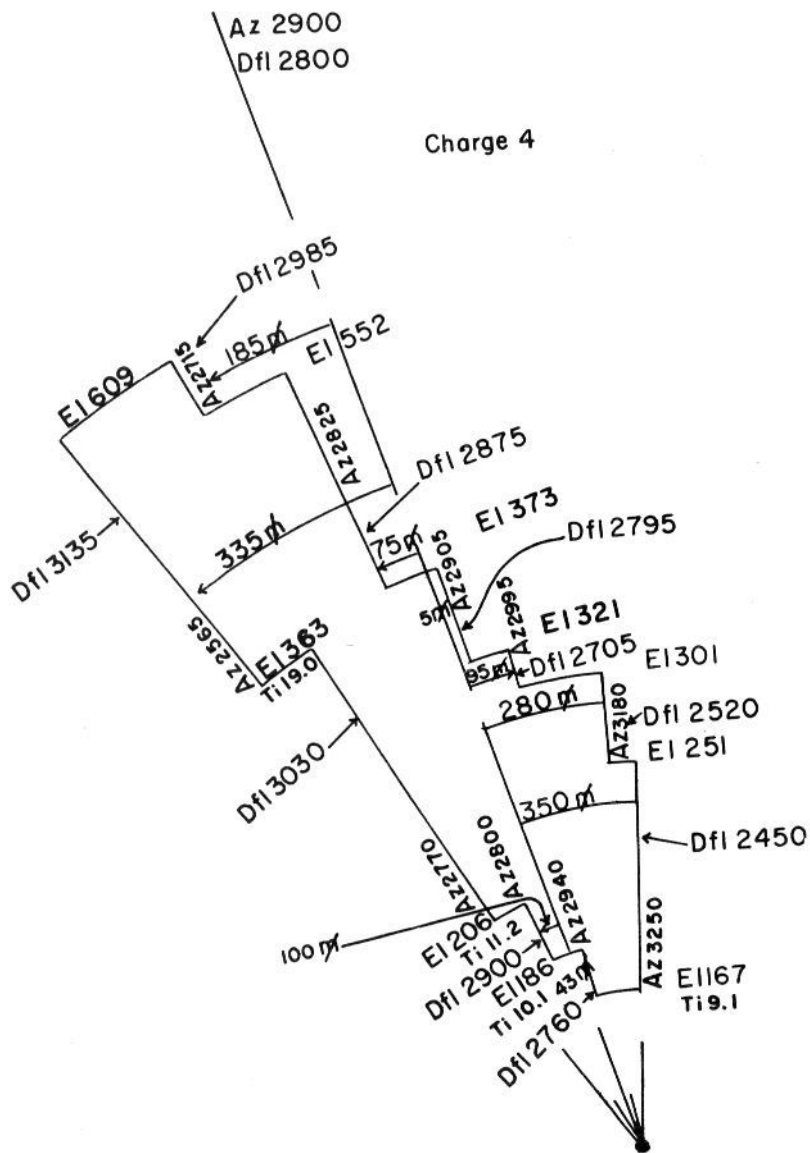 Az 2900
Dfl 2800
Charge 4
Dfl 2985
Az 2715
185 m̸
El 552
El 609
Az 2825
Dfl 2875
335 m̸
Dfl 3135
75 m̸
El 373
Az 2905
Dfl 2795
5 m̸
Az 2995
El 321
Az 2565
El 363
Ti 19.0
95 m̸
Dfl 2705
El 301
280 m̸
Az 3180
Dfl 2520
El 251
Dfl 3030
350 m̸
Dfl 2450
Az 2770
Az 2800
Az 2940
Az 3250
100 m̸
El 206
Ti 11.2
Dfl 2900
El 186
Ti 10.1
43 m̸
Dfl 2760
El 167
Ti 9.1